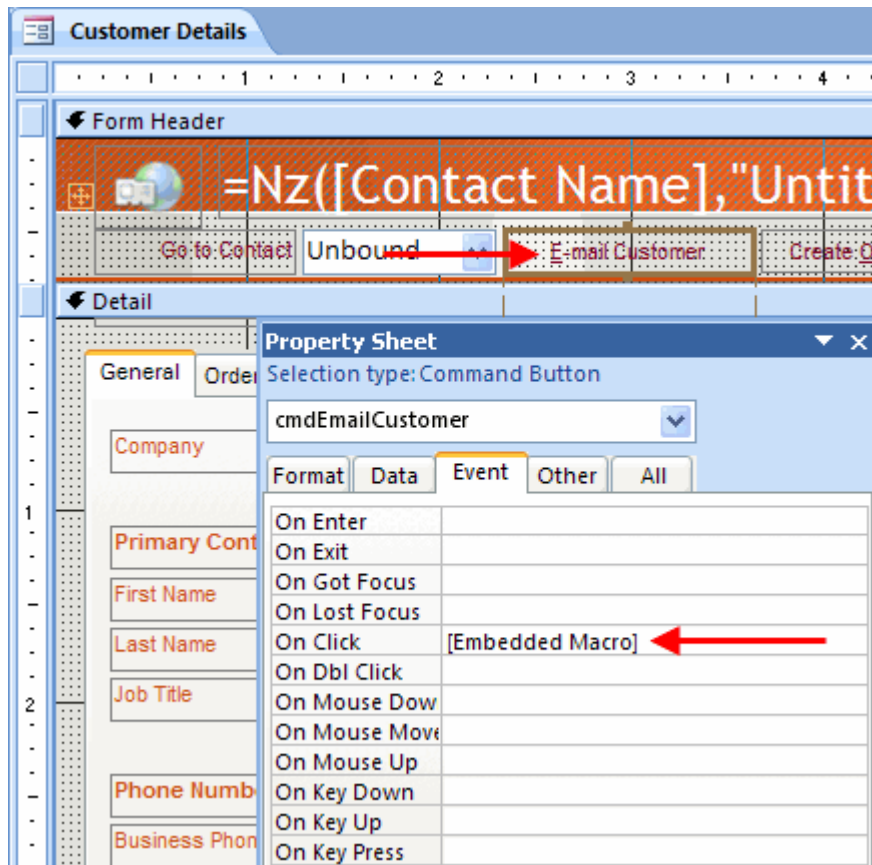 Customer Details
1 2 3 4
Form Header
=Nz([Contact Name],"Untit
Go to Contact Unbound E-mail Customer Create O
Detail
Property Sheet
General Order Selection type: Command Button
cmdEmailCustomer
Company
Format Data Event Other All
1
On Enter
Primary Cont On Exit
First Name On Got Focus
On Lost Focus
Last Name On Click [Embedded Macro]
On Dbl Click
2
Job Title On Mouse Dow
On Mouse Move
On Mouse Up
Phone Numb On Key Down
On Key Up
Business Phon On Key Press